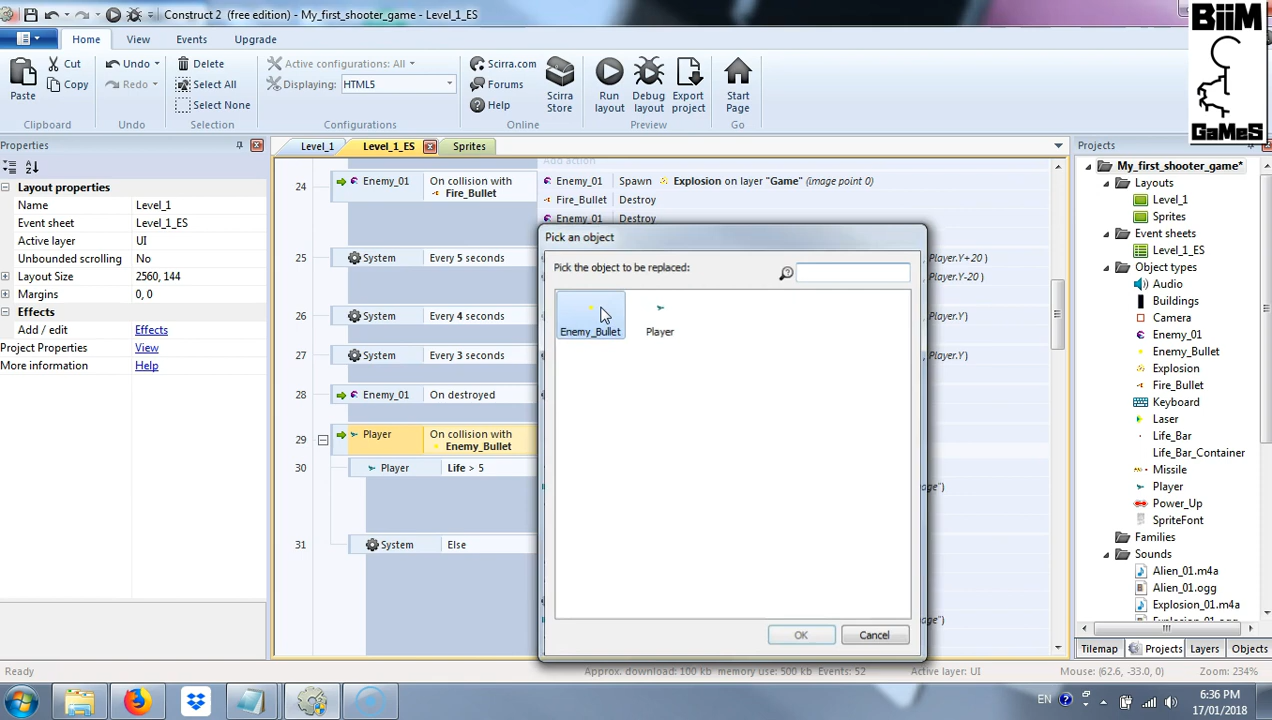 Construct 2 (free edition) - My_first_shooter_game - Level_1_ES
BiiM
GaMeS
Home View Events Upgrade
Paste
Cut
Copy
Clipboard
Undo
Redo
Undo
Delete
Select All
Select None
Selection
Active configurations: All
Displaying: HTML5
Configurations
Scirra.com
Forums
Help
Scirra Store
Online
Run layout
Debug layout
Export project
Preview
Start Page
Go
Properties
Layout properties
Name Level_1
Event sheet Level_1_ES
Active layer UI
Unbounded scrolling No
Layout Size 2560, 144
Margins 0, 0
Effects
Add / edit Effects
Project Properties View
More information Help
Level_1 Level_1_ES Sprites
Add action
24 Enemy_01 On collision with Fire_Bullet
Enemy_01 Spawn Explosion on layer "Game" (image point 0)
Fire_Bullet Destroy
Enemy_01 Destroy
25 System Every 5 seconds , Player.Y+20 )
, Player.Y-20 )
26 System Every 4 seconds , Player.Y)
27 System Every 3 seconds , Player.Y)
28 Enemy_01 On destroyed
29 Player On collision with Enemy_Bullet
30 Player Life > 5
31 System Else
Pick an object
Pick the object to be replaced:
Enemy_Bullet Player
OK Cancel
Projects
My_first_shooter_game*
Layouts
Level_1
Sprites
Event sheets
Level_1_ES
Object types
Audio
Buildings
Camera
Enemy_01
Enemy_Bullet
Explosion
Fire_Bullet
Keyboard
Laser
Life_Bar
Life_Bar_Container
Missile
Player
Power_Up
SpriteFont
Families
Sounds
Alien_01.m4a
Alien_01.ogg
Explosion_01.m4a
Tilemap Projects Layers Objects
Ready
Approx. download: 100 kb memory use: 500 kb Events: 52
Active layer: UI
Mouse: (62.6, -33.0, 0)
Zoom: 234%
EN
6:36 PM
17/01/2018